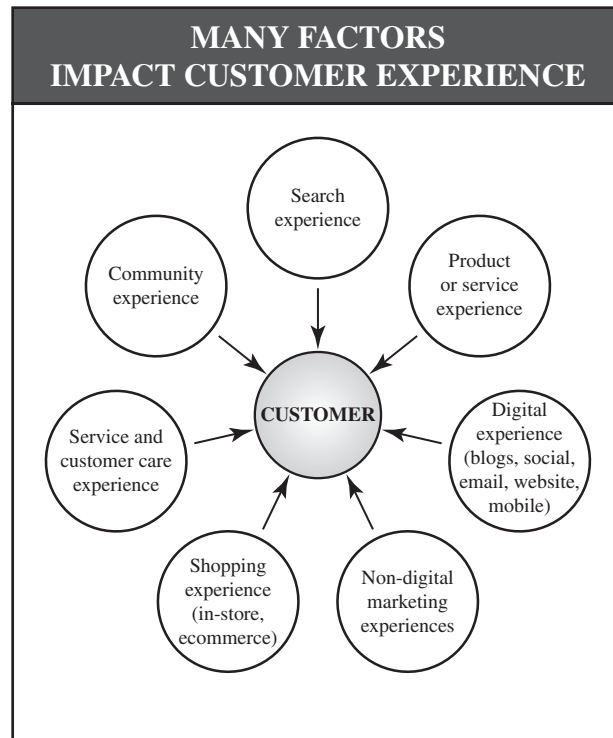 MANY FACTORS
IMPACT CUSTOMER EXPERIENCE
Search
experience
Product
or service
experience
Digital
experience
(blogs, social,
email, website,
mobile)
Non-digital
marketing
experiences
Shopping
experience
(in-store,
ecommerce)
Service and
customer care
experience
Community
experience
CUSTOMER